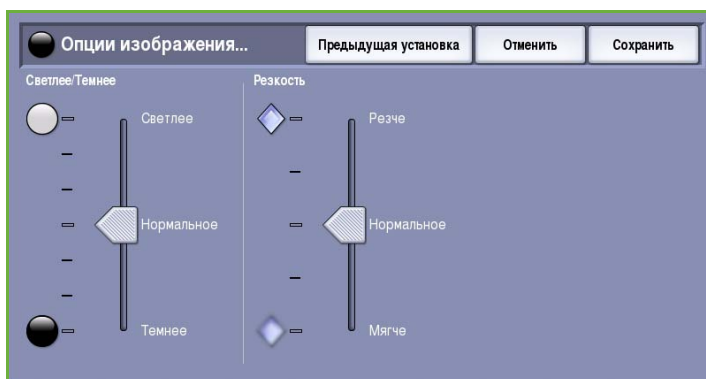 Опции изображения...
Предыдущая установка
Отменить
Сохранить
Светлее/Темнее
Резкость
Светлее
Резче
Нормальное
Нормальное
Темнее
Мягче